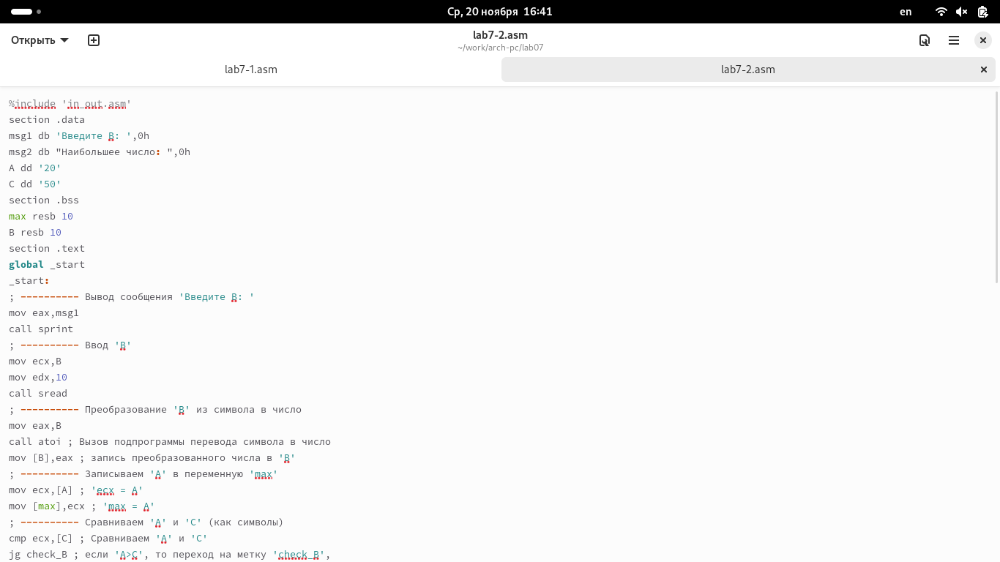 Ср, 20 ноября 16:41
en
Открыть
lab7-2.asm
~/work/arch-pc/lab07
lab7-1.asm
lab7-2.asm
%include 'in_out.asm'
section .data
msg1 db 'Введите B: ',0h
msg2 db "Наибольшее число: ",0h
A dd '20'
C dd '50'
section .bss
max resb 10
B resb 10
section .text
global _start
_start:
; ---------- Вывод сообщения 'Введите B: '
mov eax,msg1
call sprint
; ---------- Ввод 'B'
mov ecx,B
mov edx,10
call sread
; ---------- Преобразование 'B' из символа в число
mov eax,B
call atoi ; Вызов подпрограммы перевода символа в число
mov [B],eax ; запись преобразованного числа в 'B'
; ---------- Записываем 'A' в переменную 'max'
mov ecx,[A] ; 'ecx = A'
mov [max],ecx ; 'max = A'
; ---------- Сравниваем 'A' и 'С' (как символы)
cmp ecx,[C] ; Сравниваем 'A' и 'С'
jg check_B ; если 'A>C', то переход на метку 'check_B',